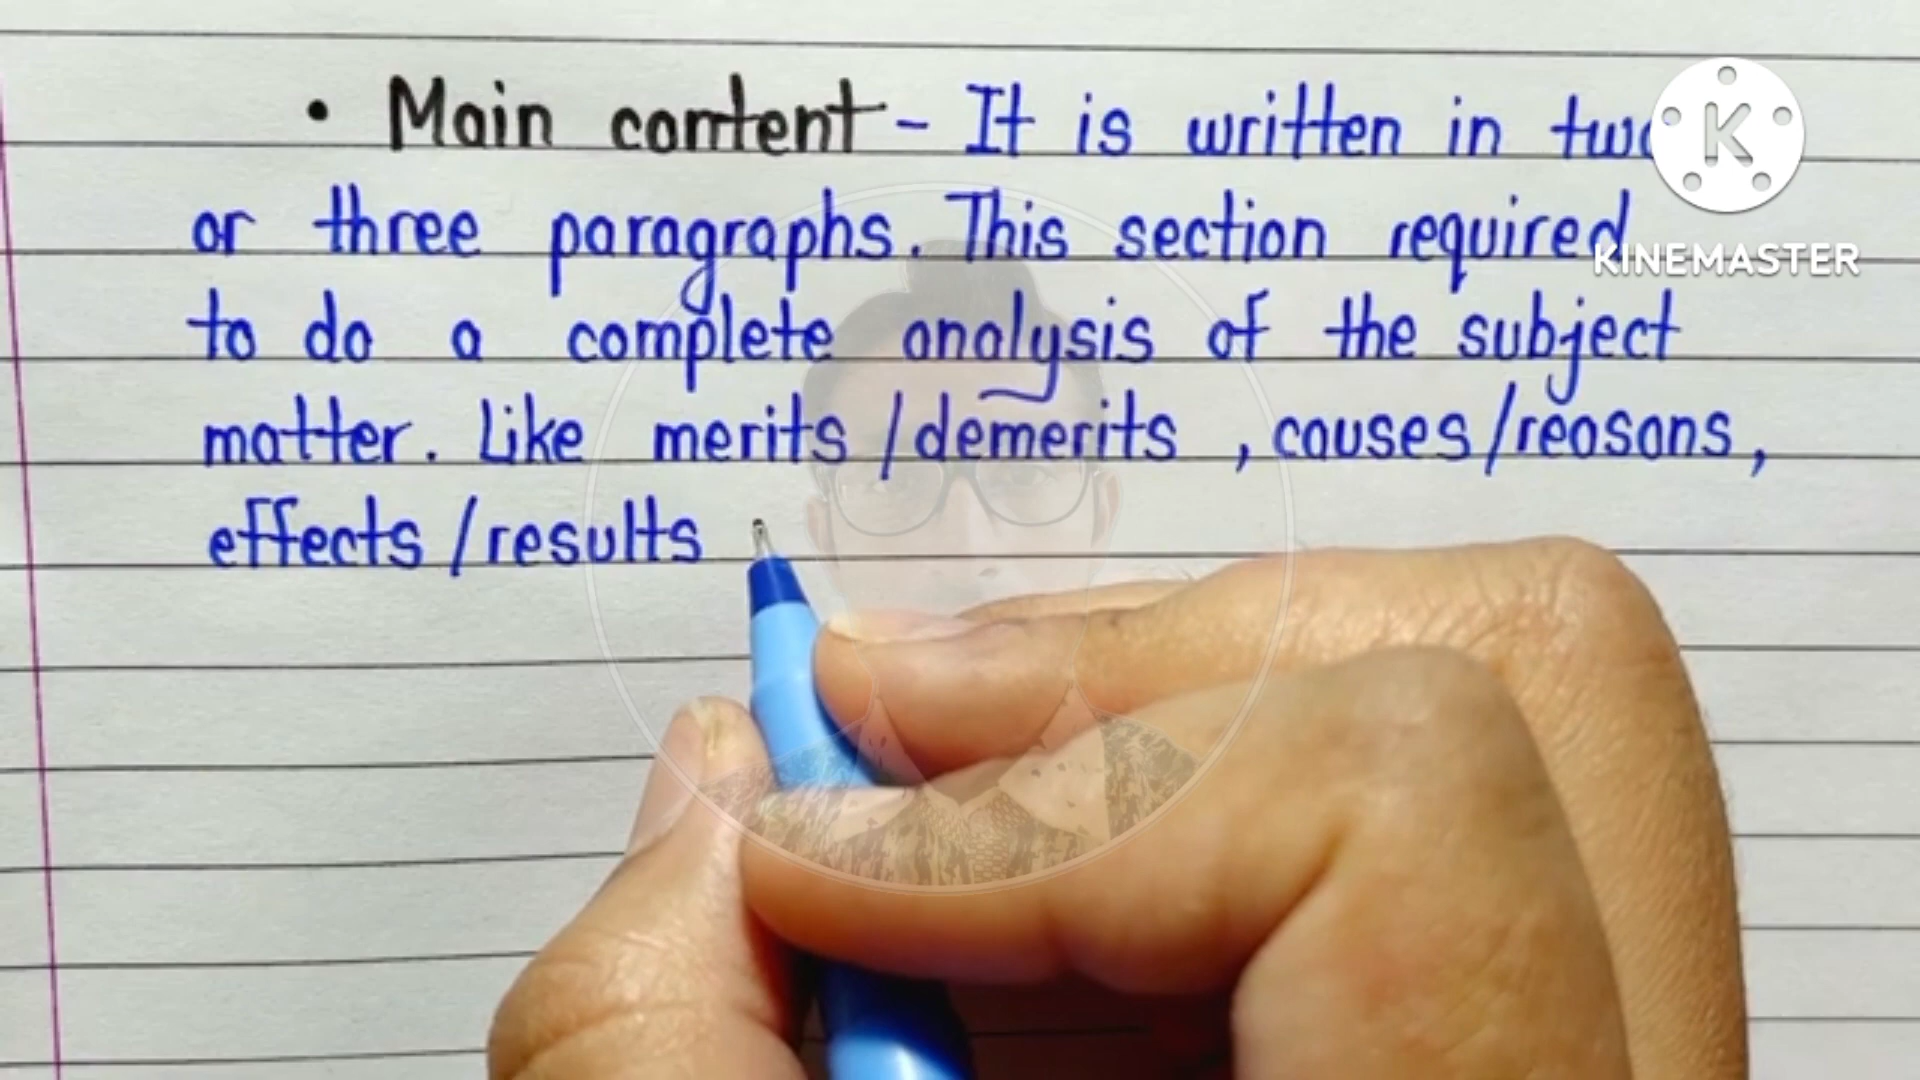 • Main content - It is written in two
or three paragraphs. This section required
to do a complete analysis of the subject
matter. Like merits / demerits , causes/reasons,
effects / results
K
KINEMASTER